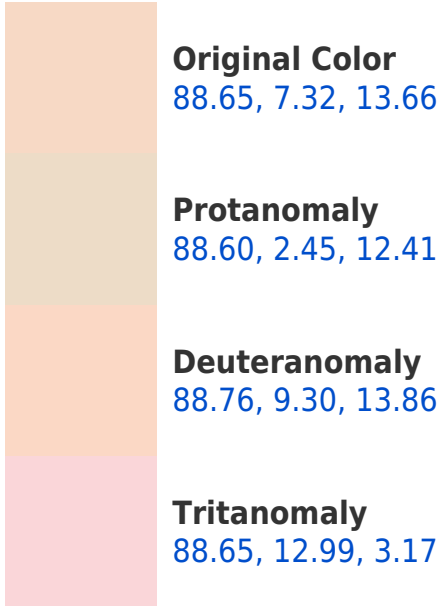 Original Color
88.65, 7.32, 13.66
Protanomaly
88.60, 2.45, 12.41
Deuteranomaly
88.76, 9.30, 13.86
Tritanomaly
88.65, 12.99, 3.17